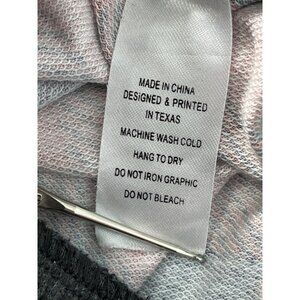 MADE IN CHINA
DESIGNED & PRINTED
IN TEXAS
MACHINE WASH COLD
HANG TO DRY
DO NOT IRON GRAPHIC
DO NOT BLEACH